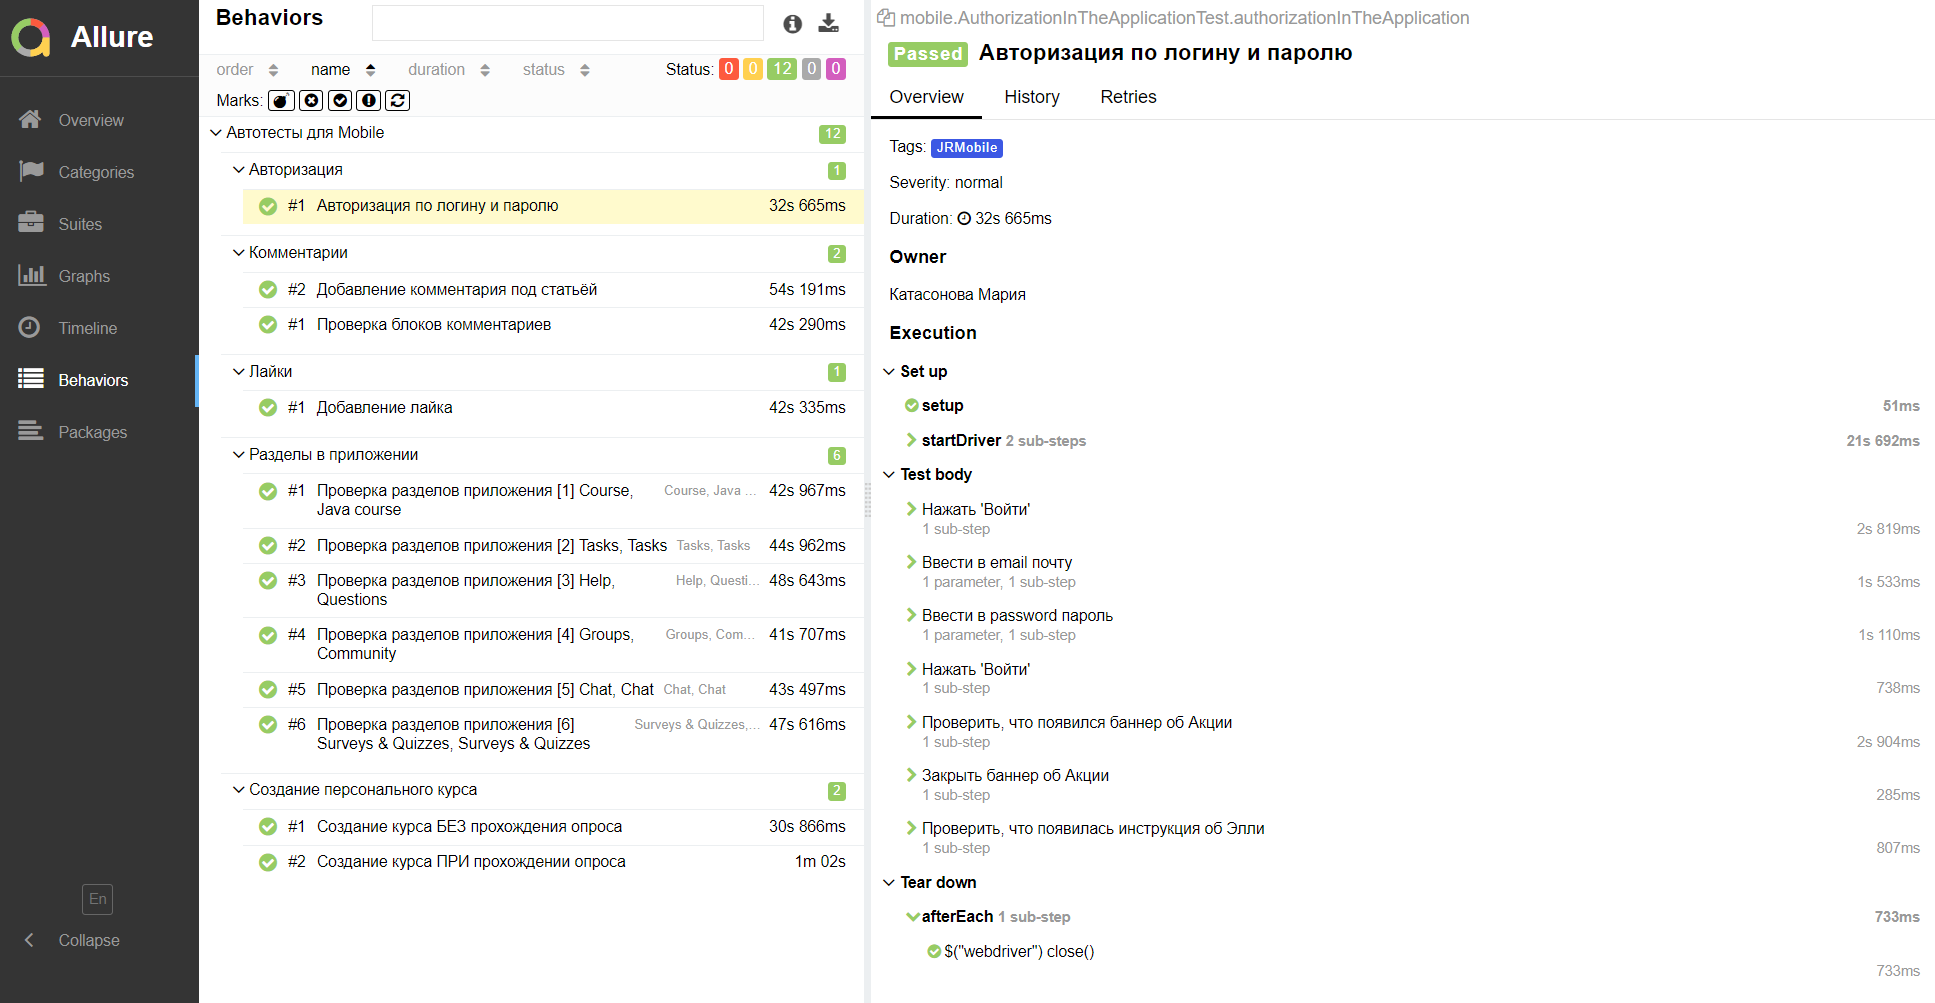 Allure
Overview
Categories
Suites
Graphs
Timeline
Behaviors
Packages
En
Collapse
Behaviors
order name duration status Status: 0 0 12 0 0
Marks:
Автотесты для Mobile 12
Авторизация 1
#1 Авторизация по логину и паролю 32s 665ms
Комментарии 2
#2 Добавление комментария под статьёй 54s 191ms
#1 Проверка блоков комментариев 42s 290ms
Лайки 1
#1 Добавление лайка 42s 335ms
Разделы в приложении 6
#1 Проверка разделов приложения [1] Course, Course, Java ... 42s 967ms
Java course
#2 Проверка разделов приложения [2] Tasks, Tasks Tasks, Tasks 44s 962ms
#3 Проверка разделов приложения [3] Help, Help, Questi... 48s 643ms
Questions
#4 Проверка разделов приложения [4] Groups, Groups, Com... 41s 707ms
Community
#5 Проверка разделов приложения [5] Chat, Chat Chat, Chat 43s 497ms
#6 Проверка разделов приложения [6] Surveys & Quizzes,... 47s 616ms
Surveys & Quizzes, Surveys & Quizzes
Создание персонального курса 2
#1 Создание курса БЕЗ прохождения опроса 30s 866ms
#2 Создание курса ПРИ прохождении опроса 1m 02s
mobile.AuthorizationInTheApplicationTest.authorizationInTheApplication
Passed Авторизация по логину и паролю
Overview History Retries
Tags: JRMobile
Severity: normal
Duration: 32s 665ms
Owner
Катасонова Мария
Execution
Set up
setup 51ms
startDriver 2 sub-steps 21s 692ms
Test body
Нажать 'Войти'
1 sub-step 2s 819ms
Ввести в email почту
1 parameter, 1 sub-step 1s 533ms
Ввести в password пароль
1 parameter, 1 sub-step 1s 110ms
Нажать 'Войти'
1 sub-step 738ms
Проверить, что появился баннер об Акции
1 sub-step 2s 904ms
Закрыть баннер об Акции
1 sub-step 285ms
Проверить, что появилась инструкция об Элли
1 sub-step 807ms
Tear down
afterEach 1 sub-step 733ms
$("webdriver") close()
733ms